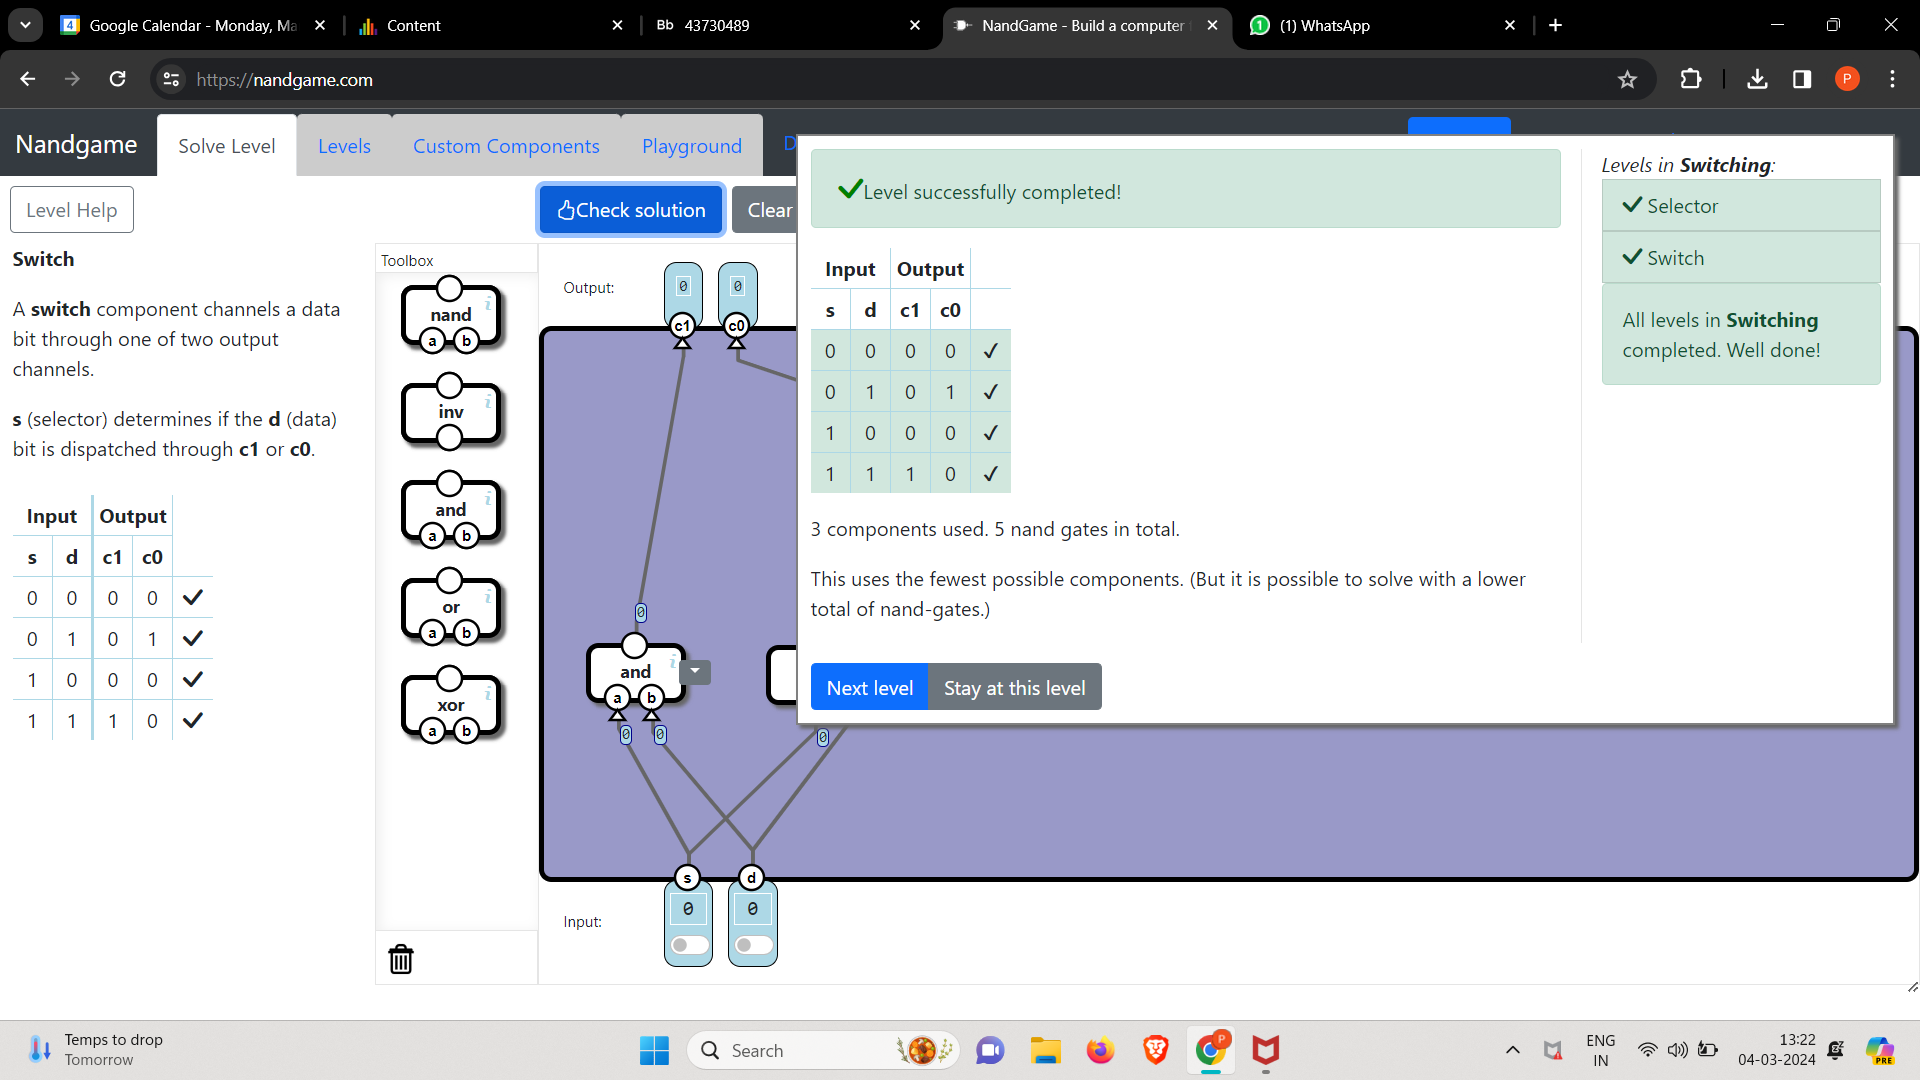 Google Calendar - Monday, Ma
Content
Bb 43730489
NandGame - Build a computer
(1) WhatsApp
https://nandgame.com
P
Nandgame
Solve Level
Levels
Custom Components
Playground
D
Level Help
Check solution
Clear
Switch
A switch component channels a data
bit through one of two output
channels.
s (selector) determines if the d (data)
bit is dispatched through c1 or c0.
Input Output
s d c1 c0
0 0 0 0
0 1 0 1
1 0 0 0
1 1 1 0
Toolbox
nand
a b
inv
and
a b
or
a b
xor
a b
Output:
0 0
c1 c0
0
and
a b
0 0 0
s d
Input:
0 0
Level successfully completed!
Input Output
s d c1 c0
0 0 0 0
0 1 0 1
1 0 0 0
1 1 1 0
3 components used. 5 nand gates in total.
This uses the fewest possible components. (But it is possible to solve with a lower
total of nand-gates.)
Next level
Stay at this level
Levels in Switching:
Selector
Switch
All levels in Switching
completed. Well done!
Temps to drop
Tomorrow
Search
ENG
IN
13:22
04-03-2024
PRE